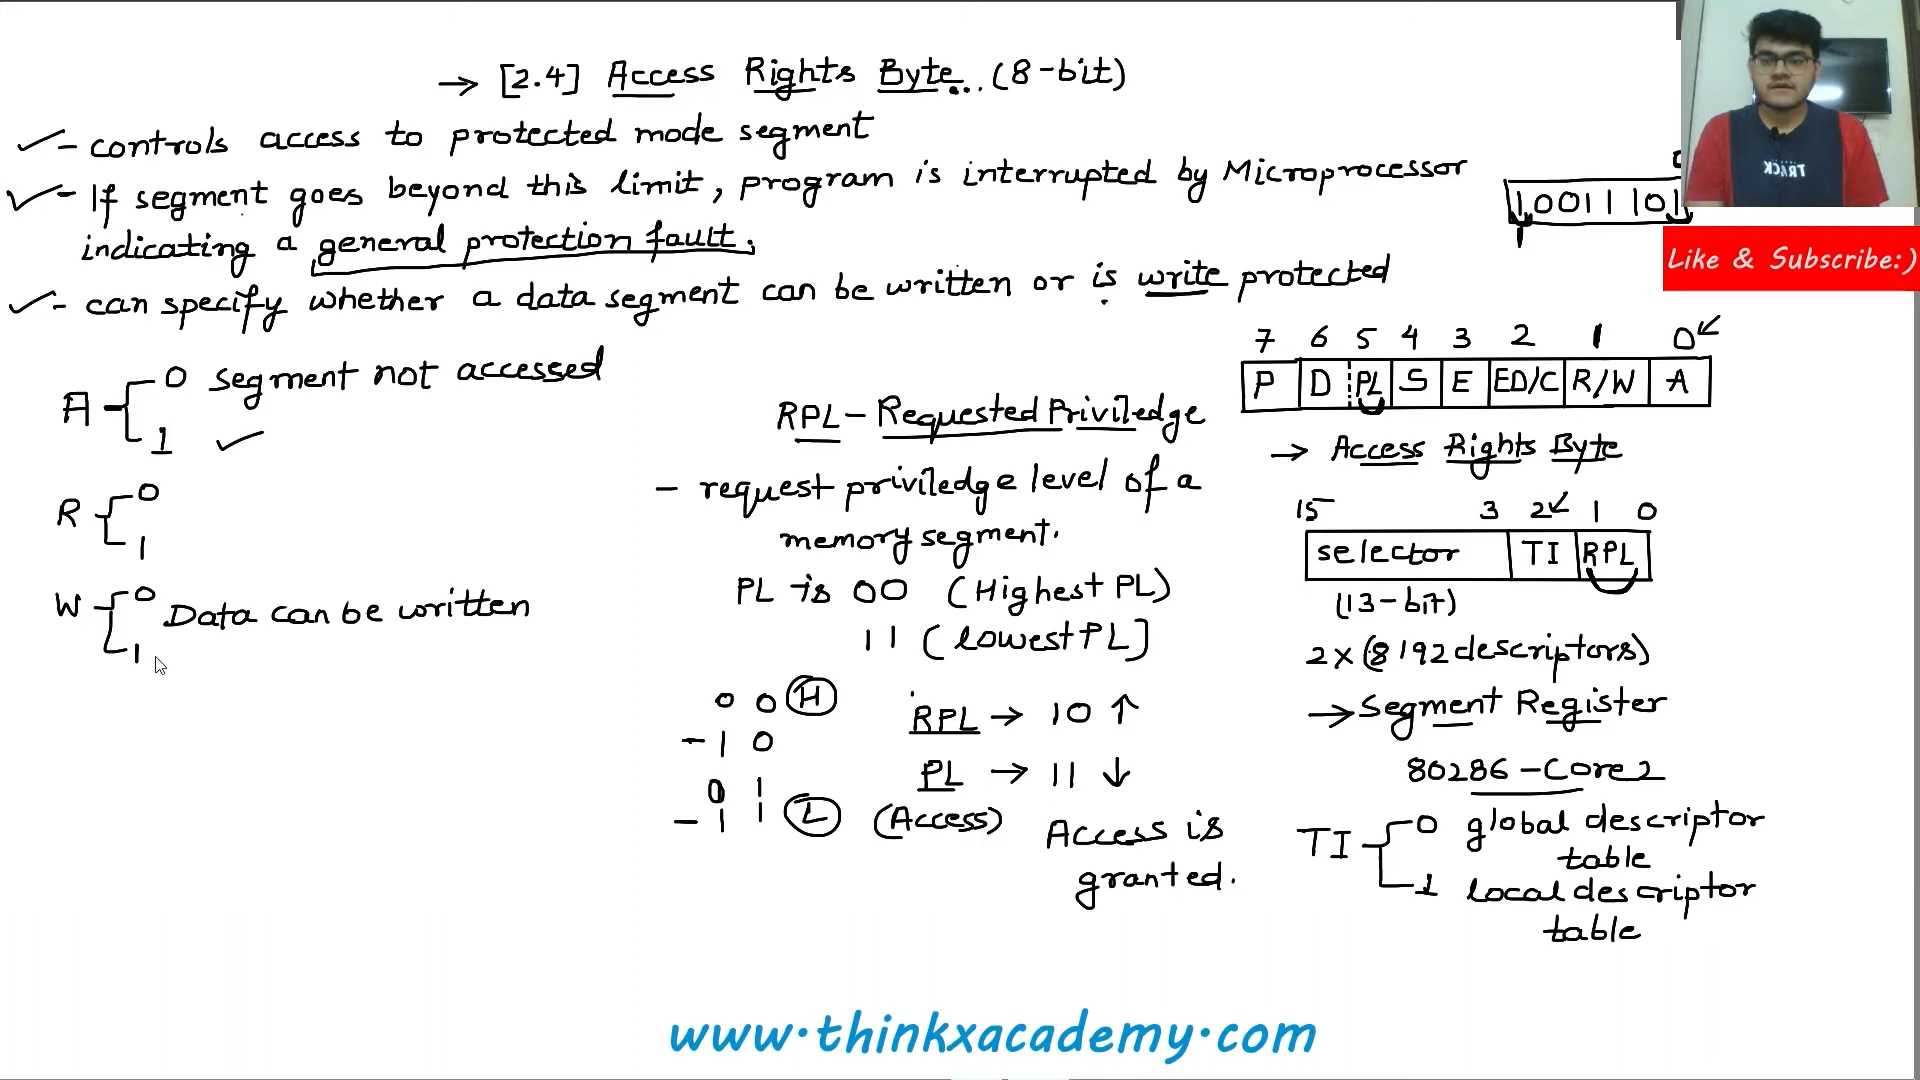 → [2.4] Access Rights Byte... (8-bit)
- controls access to protected mode segment
- If segment goes beyond this limit, program is interrupted by Microprocessor
indicating a general protection fault.
- can specify whether a data segment can be written or is write protected
10011101
TRACK
Like & Subscribe:)
7 6 5 4 3 2 1 0
P D PL S E ED/C R/W A
→ Access Rights Byte
A 0 segment not accessed
1
R 0
1
W 0 Data can be written
1
RPL - Requested Priviledge
- request priviledge level of a
memory segment.
PL is 00 (Highest PL)
11 (lowest PL]
0 0 H
- 1 0
0 1
- 1 1 L (Access)
RPL → 10 ↑
PL → 11 ↓
Access is
granted.
15 3 2 1 0
selector TI RPL
(13-bit)
2 x (8192 descriptors)
→ Segment Register
80286 - Core 2
TI 0 global descriptor
table
1 local descriptor
table
www.thinkxacademy.com